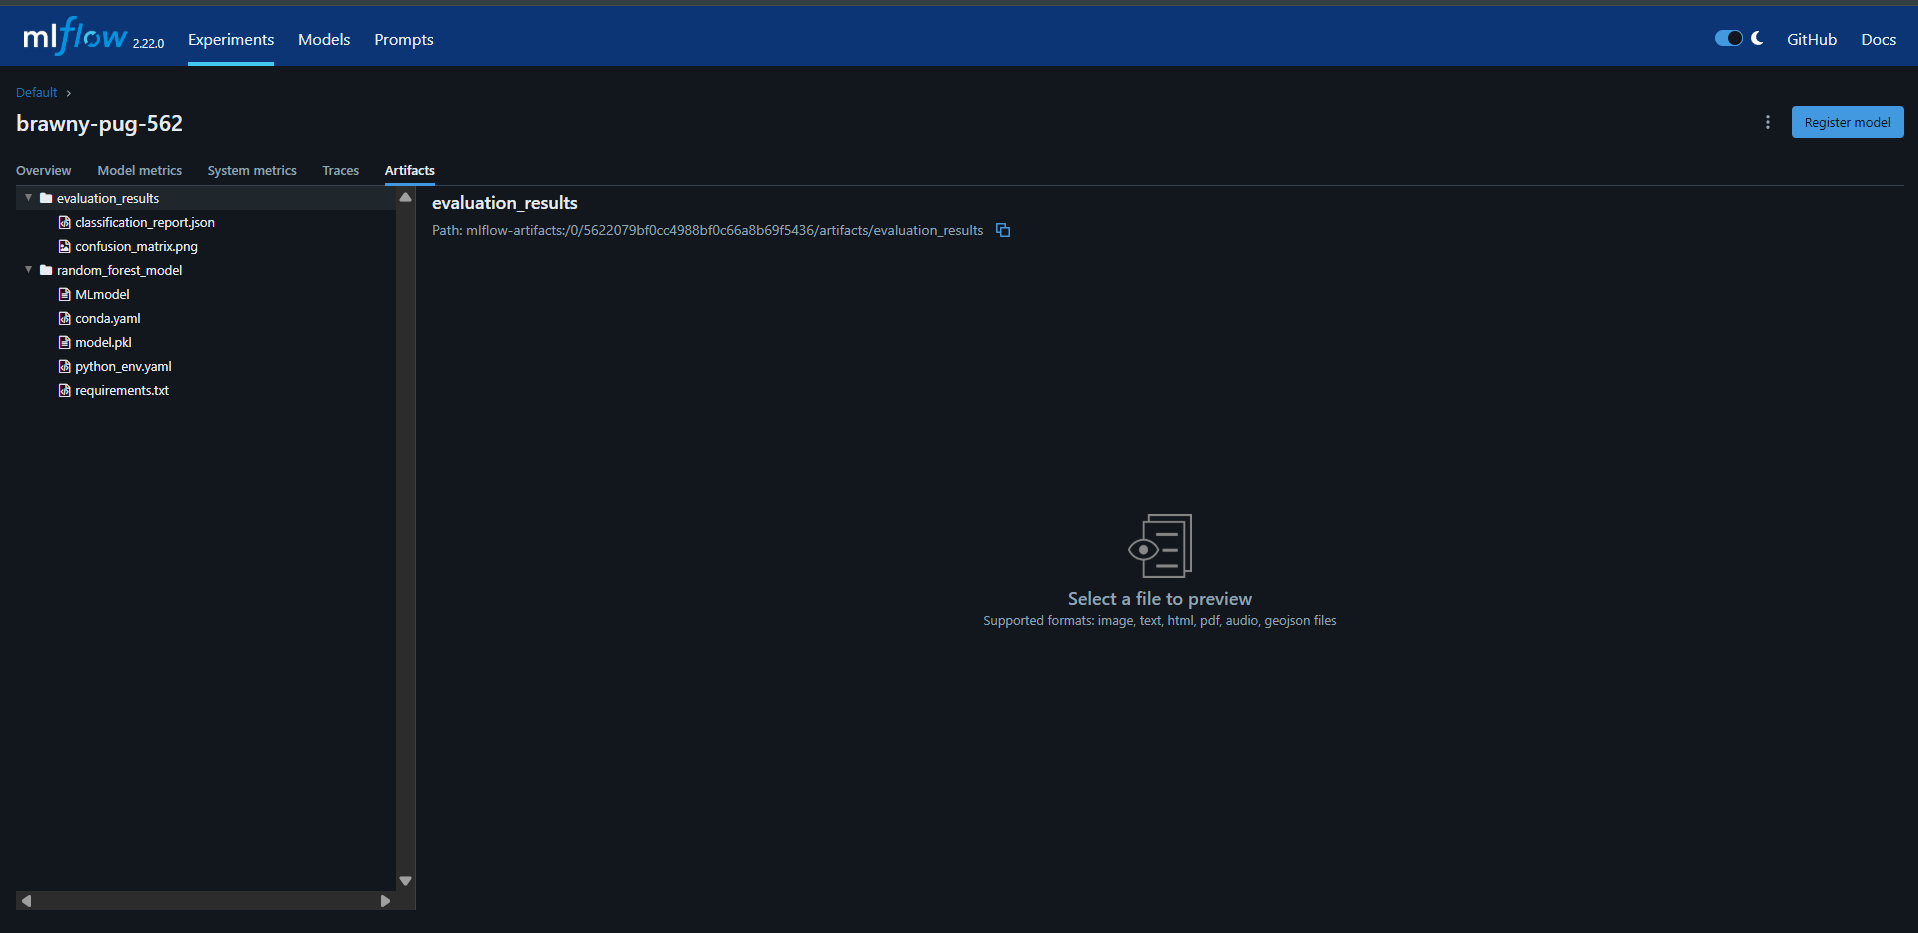 mlflow 2.22.0 Experiments Models Prompts GitHub Docs
Default ›
brawny-pug-562
Register model
Overview Model metrics System metrics Traces Artifacts
evaluation_results
classification_report.json
confusion_matrix.png
random_forest_model
MLmodel
conda.yaml
model.pkl
python_env.yaml
requirements.txt
evaluation_results
Path: mlflow-artifacts:/0/5622079bf0cc4988bf0c66a8b69f5436/artifacts/evaluation_results
Select a file to preview
Supported formats: image, text, html, pdf, audio, geojson files